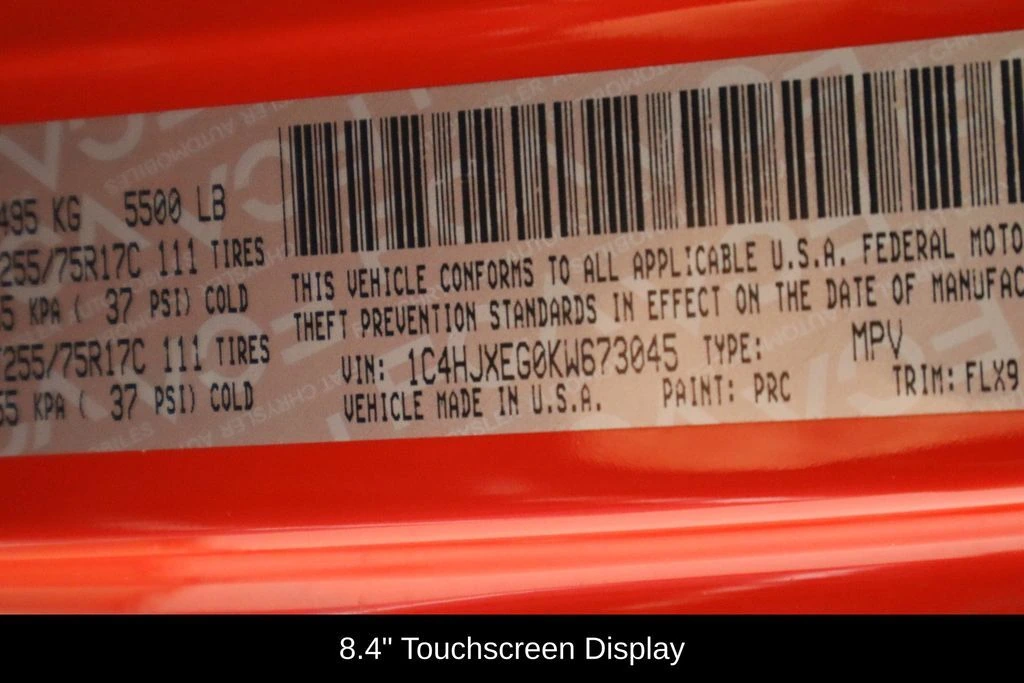 495 KG 5500 LB
255/75R17C 111 TIRES
5 KPA ( 37 PSI) COLD
255/75R17C 111 TIRES
55 KPA ( 37 PSI) COLD
THIS VEHICLE CONFORMS TO ALL APPLICABLE U.S.A. FEDERAL MOTO
THEFT PREVENTION STANDARDS IN EFFECT ON THE DATE OF MANUFAC
VIN: 1C4HJXEG0KW673045 TYPE: MPV
VEHICLE MADE IN U.S.A. PAINT: PRC TRIM: FLX9
8.4" Touchscreen Display